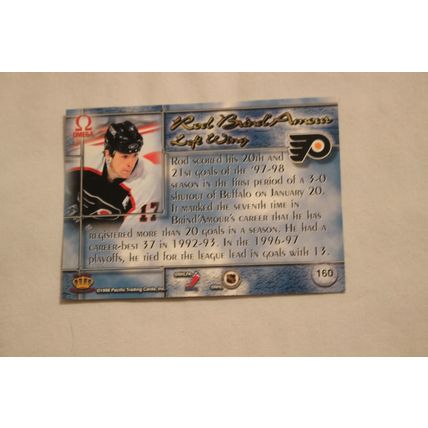 Ω
OMEGA
Rod Brind'Amour
Left Wing
Rod scored his 20th and
21st goals of the '97-98
season in the first period of a 3-0
shutout of Buffalo on January 20.
It marked the seventh time in
Brind'Amour's career that he has
registered more than 20 goals in a season. He had a
career-best 37 in 1992-93. In the 1996-97
playoffs, he tied for the league lead in goals with 13.
17
©1998 Pacific Trading Cards, Inc.
NHLPA
NHL
160